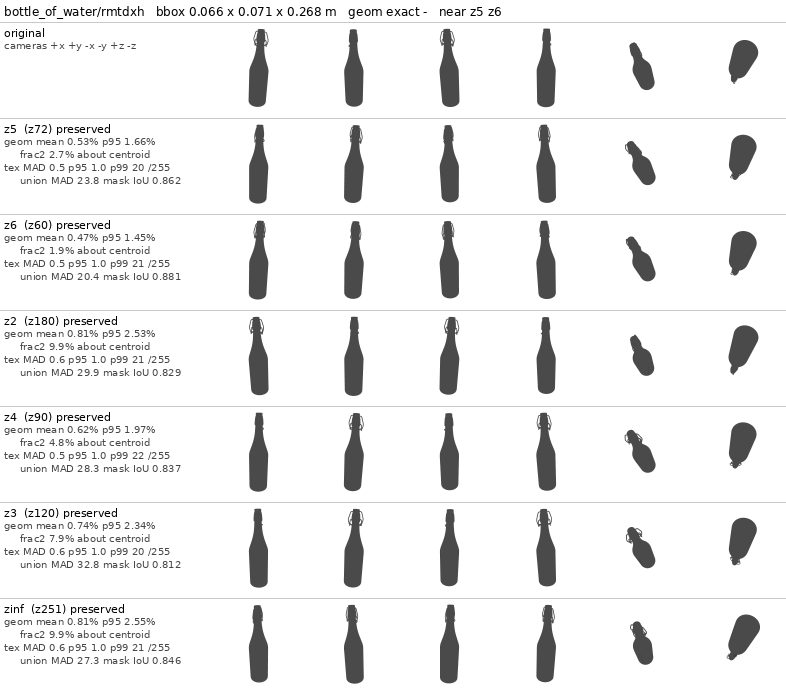 bottle_of_water/rmtdxh bbox 0.066 x 0.071 x 0.268 m geom exact - near z5 z6
original
cameras +x +y -x -y +z -z
z5 (z72) preserved
geom mean 0.53% p95 1.66%
frac2 2.7% about centroid
tex MAD 0.5 p95 1.0 p99 20 /255
union MAD 23.8 mask IoU 0.862
z6 (z60) preserved
geom mean 0.47% p95 1.45%
frac2 1.9% about centroid
tex MAD 0.5 p95 1.0 p99 21 /255
union MAD 20.4 mask IoU 0.881
z2 (z180) preserved
geom mean 0.81% p95 2.53%
frac2 9.9% about centroid
tex MAD 0.6 p95 1.0 p99 21 /255
union MAD 29.9 mask IoU 0.829
z4 (z90) preserved
geom mean 0.62% p95 1.97%
frac2 4.8% about centroid
tex MAD 0.5 p95 1.0 p99 22 /255
union MAD 28.3 mask IoU 0.837
z3 (z120) preserved
geom mean 0.74% p95 2.34%
frac2 7.9% about centroid
tex MAD 0.6 p95 1.0 p99 20 /255
union MAD 32.8 mask IoU 0.812
zinf (z251) preserved
geom mean 0.81% p95 2.55%
frac2 9.9% about centroid
tex MAD 0.6 p95 1.0 p99 21 /255
union MAD 27.3 mask IoU 0.846